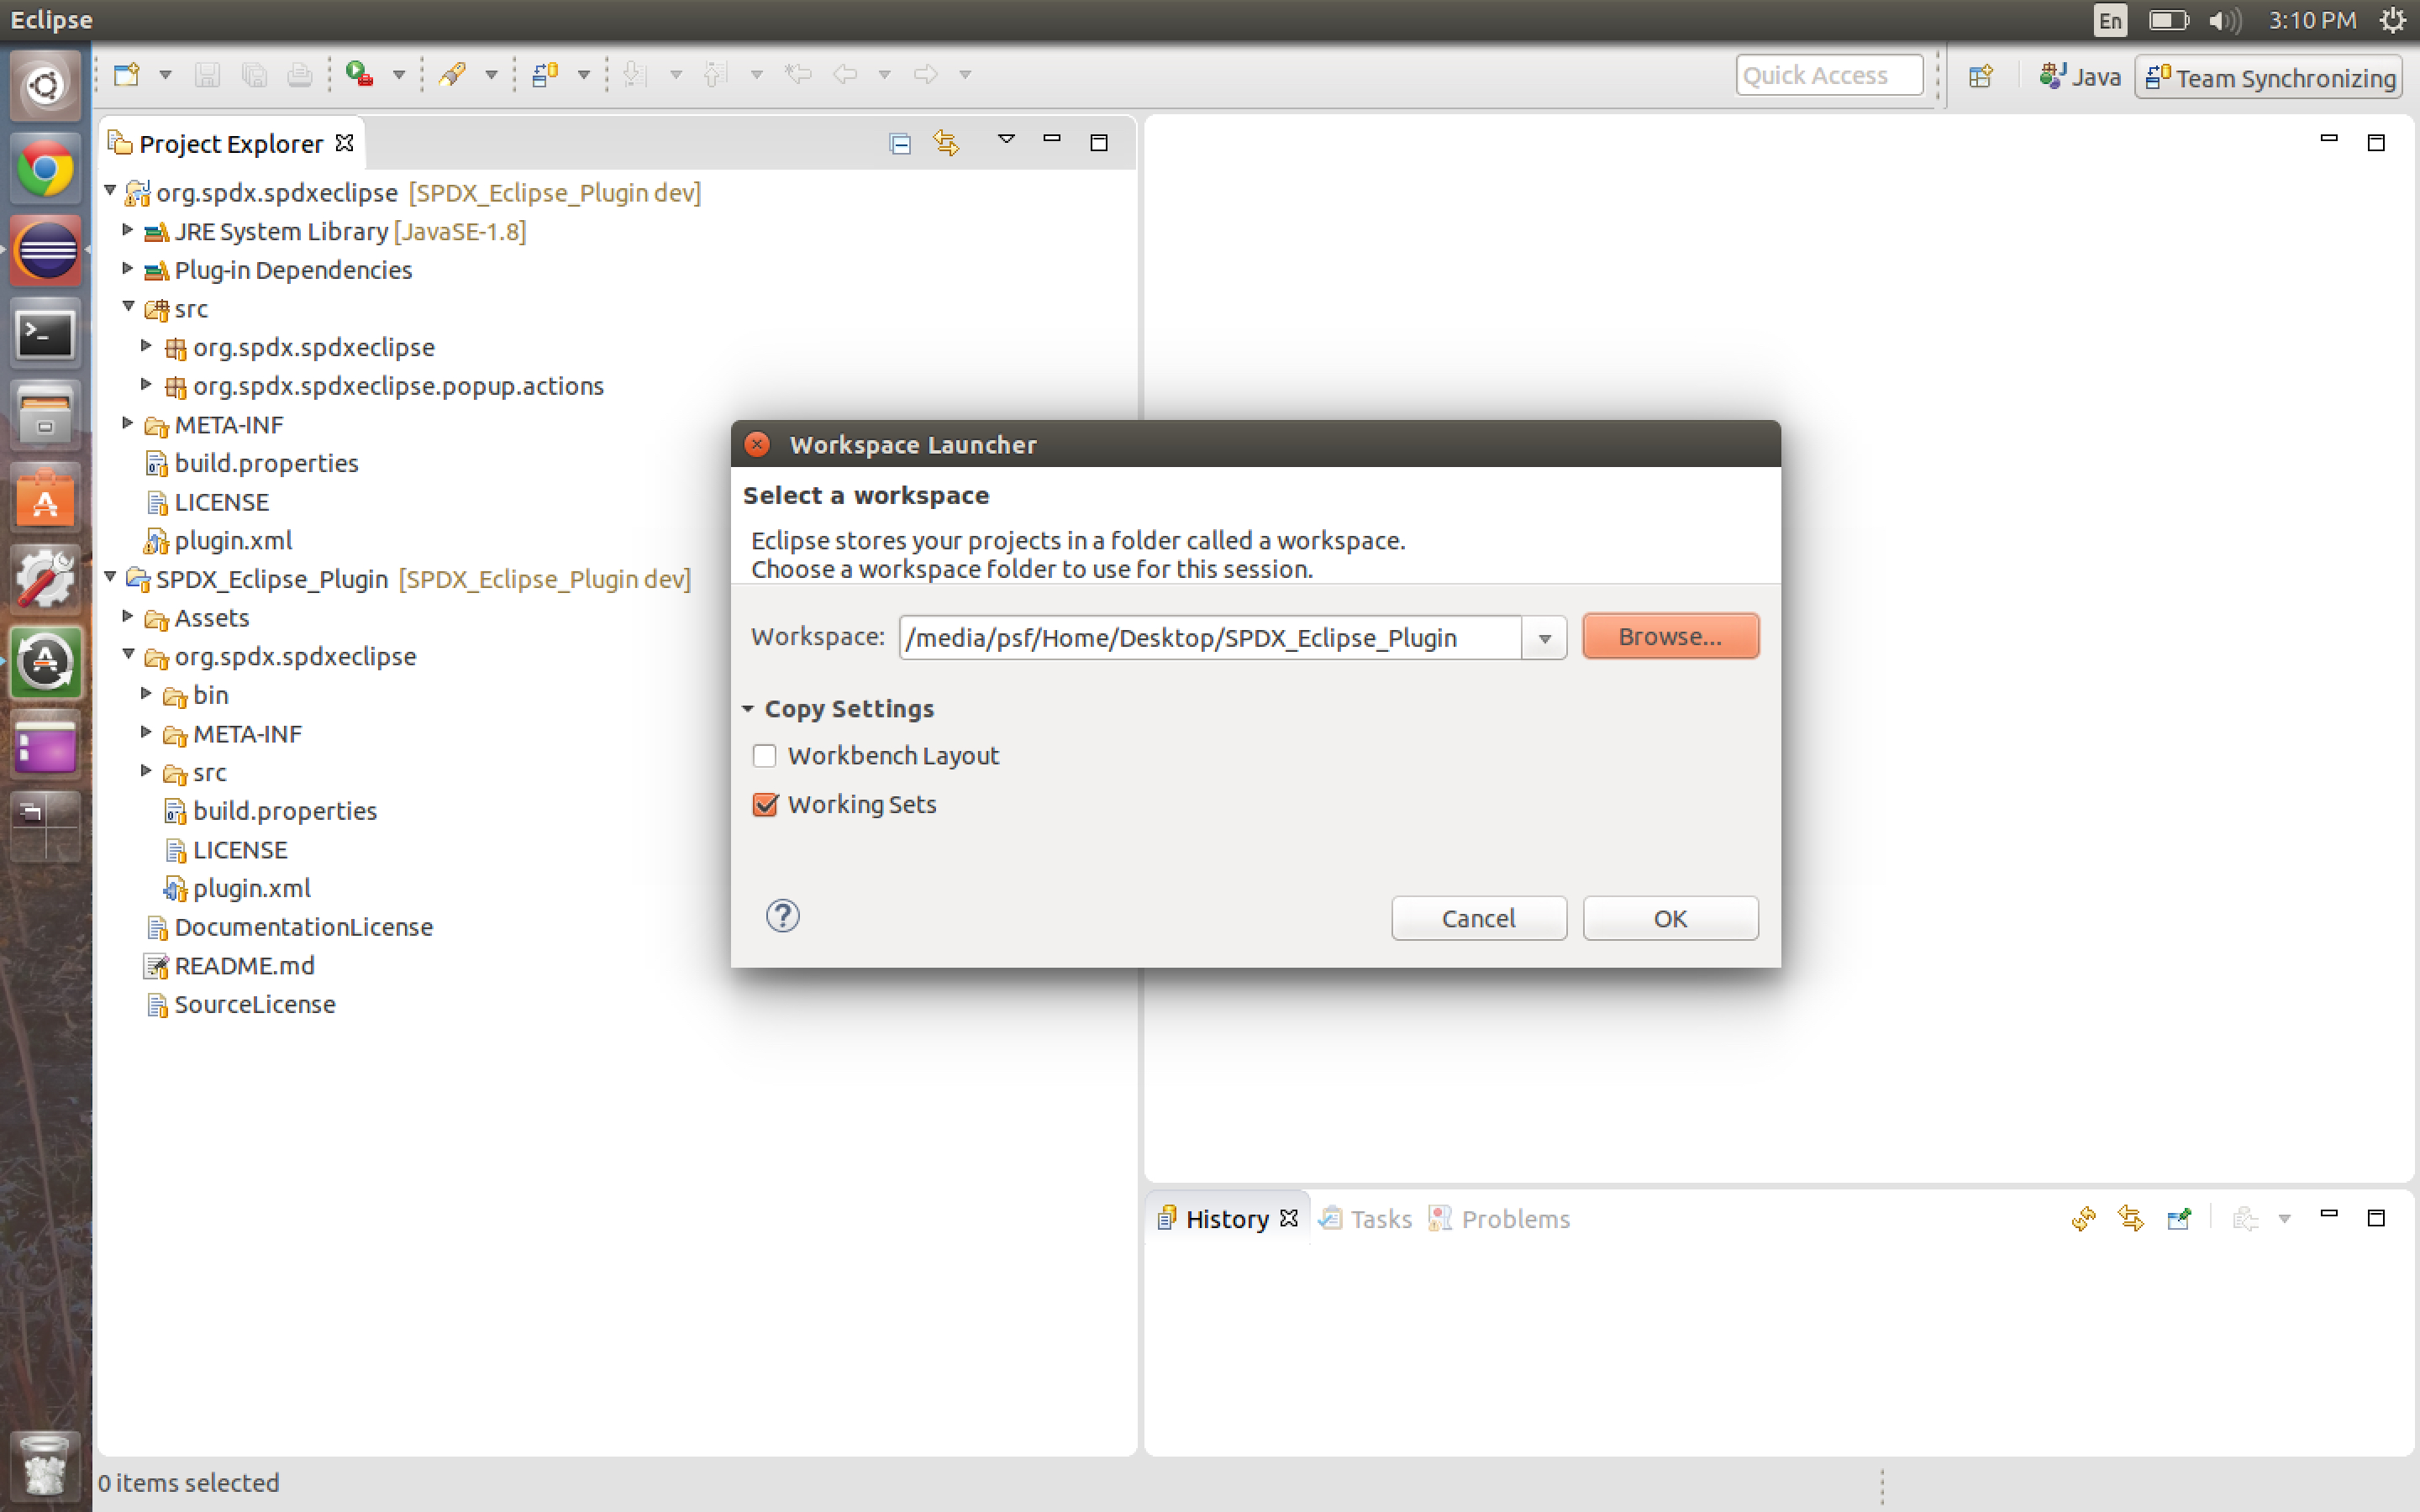 Eclipse
En
3:10 PM
Quick Access
Java
Team Synchronizing
Project Explorer
org.spdx.spdxeclipse [SPDX_Eclipse_Plugin dev]
JRE System Library [JavaSE-1.8]
Plug-in Dependencies
src
org.spdx.spdxeclipse
org.spdx.spdxeclipse.popup.actions
META-INF
build.properties
LICENSE
plugin.xml
SPDX_Eclipse_Plugin [SPDX_Eclipse_Plugin dev]
Assets
org.spdx.spdxeclipse
bin
META-INF
src
build.properties
LICENSE
plugin.xml
DocumentationLicense
README.md
SourceLicense
Workspace Launcher
Select a workspace
Eclipse stores your projects in a folder called a workspace.
Choose a workspace folder to use for this session.
Workspace: /media/psf/Home/Desktop/SPDX_Eclipse_Plugin Browse...
Copy Settings
Workbench Layout
Working Sets
Cancel OK
History Tasks Problems
0 items selected